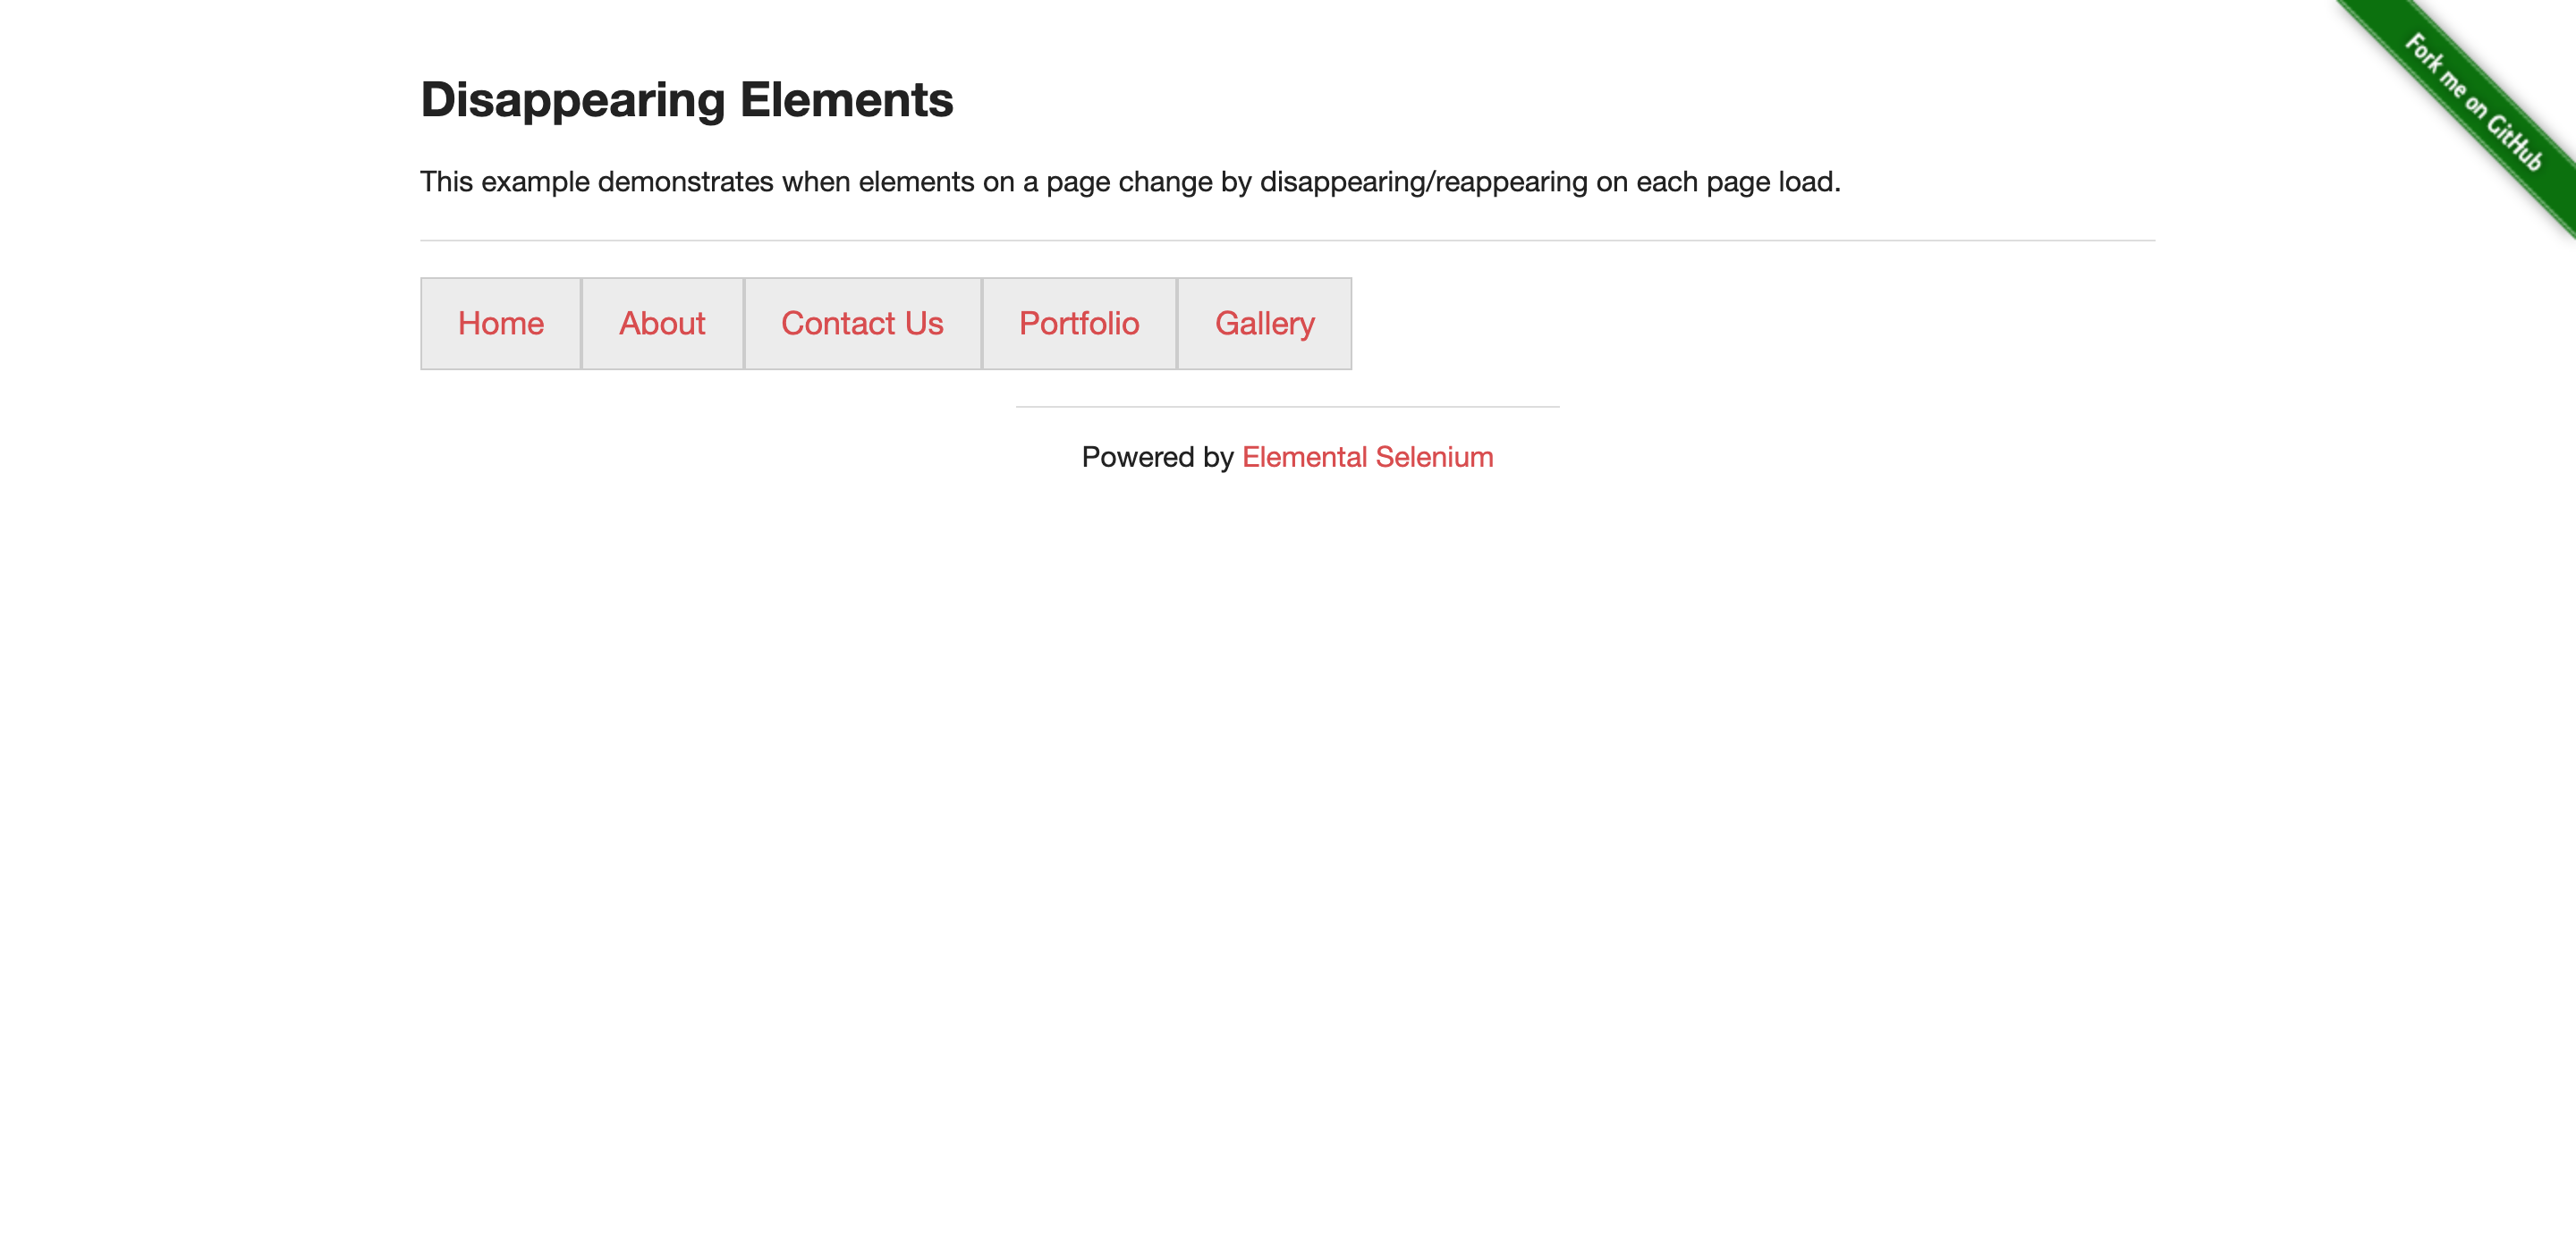 Fork me on GitHub
Disappearing Elements
This example demonstrates when elements on a page change by disappearing/reappearing on each page load.
Home About Contact Us Portfolio Gallery
Powered by Elemental Selenium